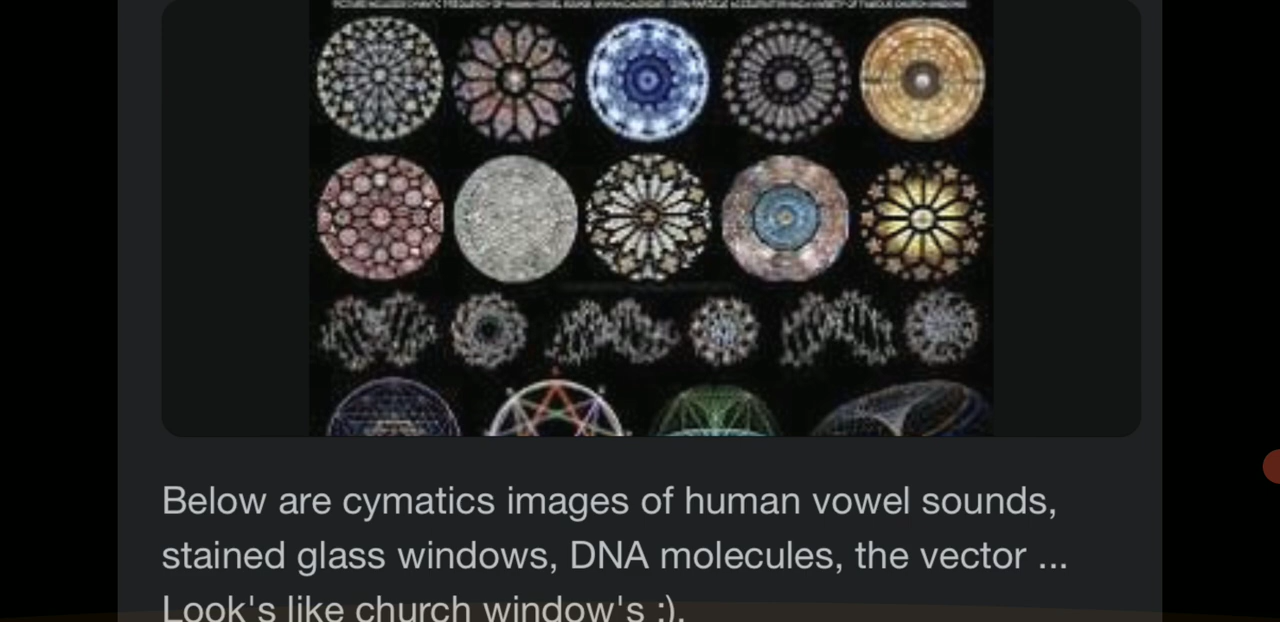 Below are cymatics images of human vowel sounds,
stained glass windows, DNA molecules, the vector ...
Look's like church window's :).